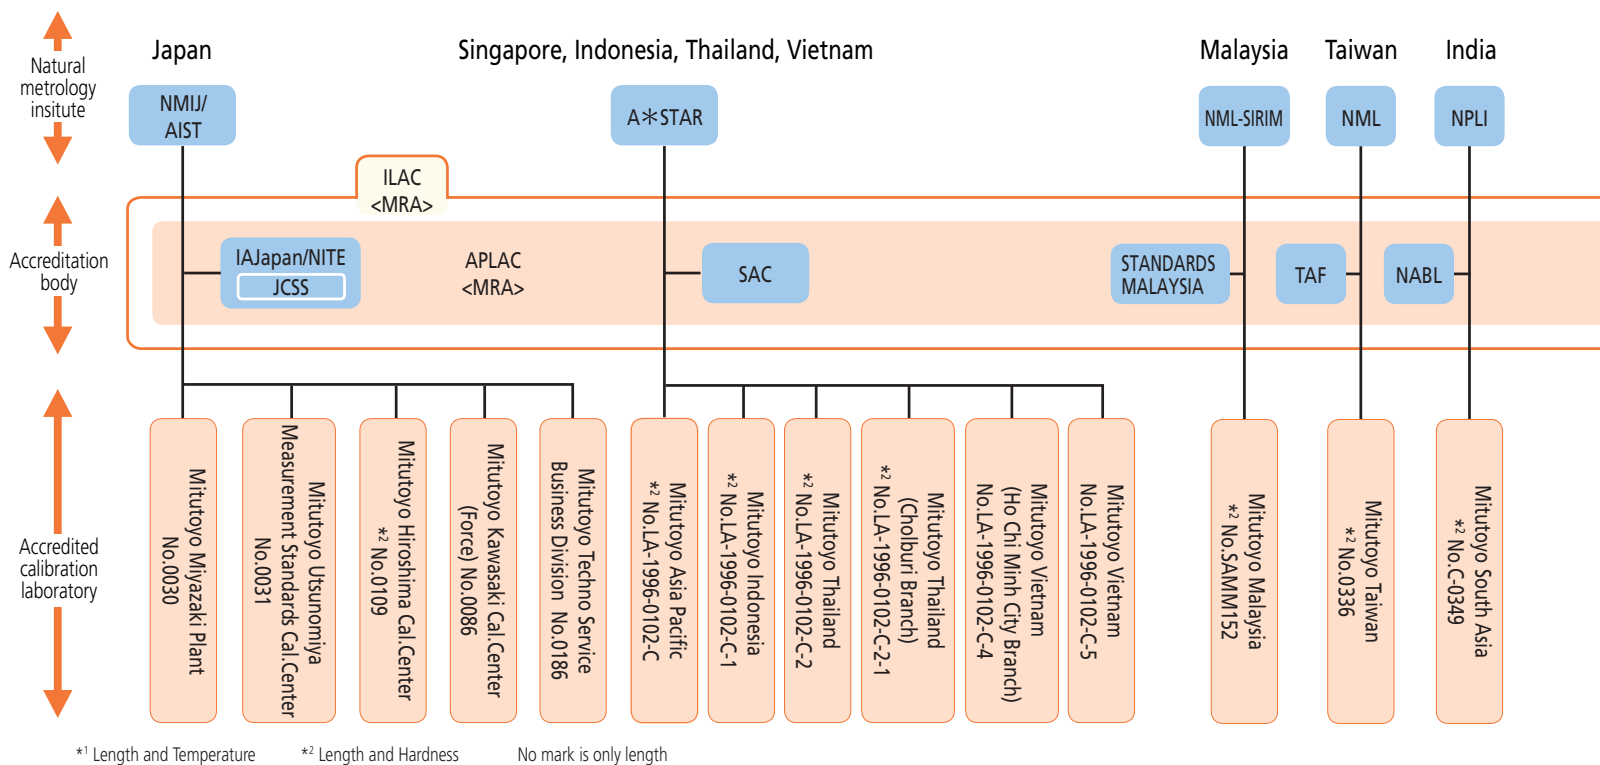 Natural
metrology
insitute
Japan
Singapore, Indonesia, Thailand, Vietnam
Malaysia
Taiwan
India
NMIJ/
AIST
A＊STAR
NML-SIRIM
NML
NPLI
ILAC
<MRA>
Accreditation
body
IAJapan/NITE
JCSS
APLAC
<MRA>
SAC
STANDARDS
MALAYSIA
TAF
NABL
Accredited
calibration
laboratory
Mitutoyo Miyazaki Plant
No.0030
Mitutoyo Utsunomiya
Measurement Standards Cal.Center
No.0031
Mitutoyo Hiroshima Cal.Center
*2 No.0109
Mitutoyo Kawasaki Cal.Center
(Force) No.0086
Mitutoyo Techno Service
Business Division No.0186
Mitutoyo Asia Pacific
*2 No.LA-1996-0102-C
Mitutoyo Indonesia
*2 No.LA-1996-0102-C-1
Mitutoyo Thailand
*2 No.LA-1996-0102-C-2
Mitutoyo Thailand
(Cholburi Branch)
*2 No.LA-1996-0102-C-2-1
Mitutoyo Vietnam
(Ho Chi Minh City Branch)
No.LA-1996-0102-C-4
Mitutoyo Vietnam
No.LA-1996-0102-C-5
Mitutoyo Malaysia
*2 No.SAMM152
Mitutoyo Taiwan
*2 No.0336
Mitutoyo South Asia
*2 No.C-0349
*1 Length and Temperature
*2 Length and Hardness
No mark is only length